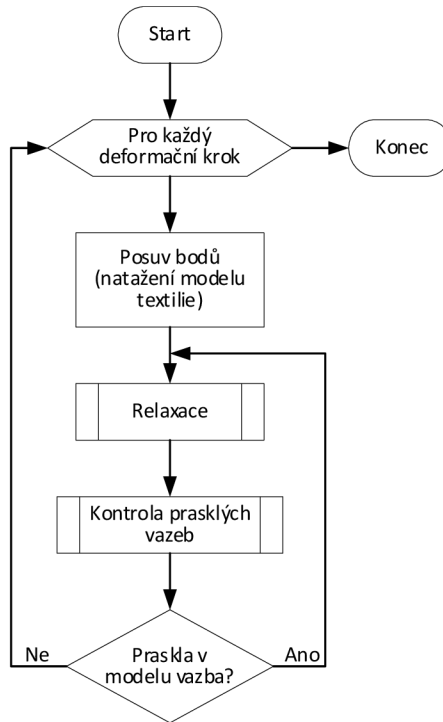 Start
Pro každý
deformační krok
Konec
Posuv bodů
(natažení modelu
textilie)
Relaxace
Kontrola prasklých
vazeb
Ne
Praskla v
modelu vazba?
Ano